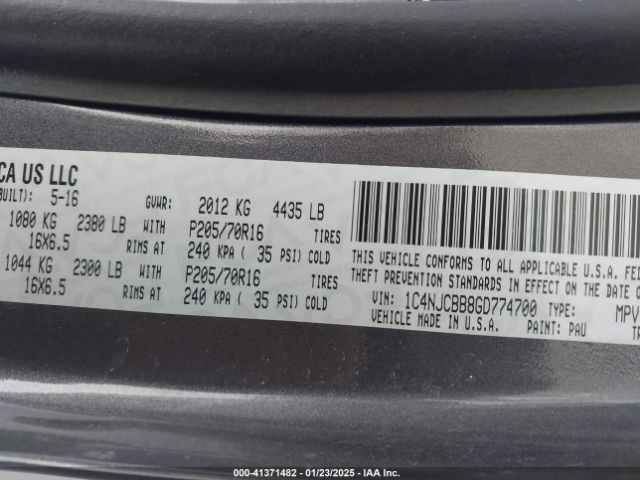 CA US LLC
BUILT): 5-16 GVWR: 2012 KG 4435 LB
1080 KG 2380 LB WITH P205/70R16 TIRES
16X6.5 RIMS AT 240 KPA ( 35 PSI) COLD
1044 KG 2300 LB WITH P205/70R16 TIRES
16X6.5 RIMS AT 240 KPA ( 35 PSI) COLD
THIS VEHICLE CONFORMS TO ALL APPLICABLE U.S.A. FE
THEFT PREVENTION STANDARDS IN EFFECT ON THE DATE O
VIN: 1C4NJCBB8GD774700 TYPE: MPV
VEHICLE MADE IN U.S.A. PAINT: PAU TR
000-41371482 - 01/23/2025 - IAAI.COM